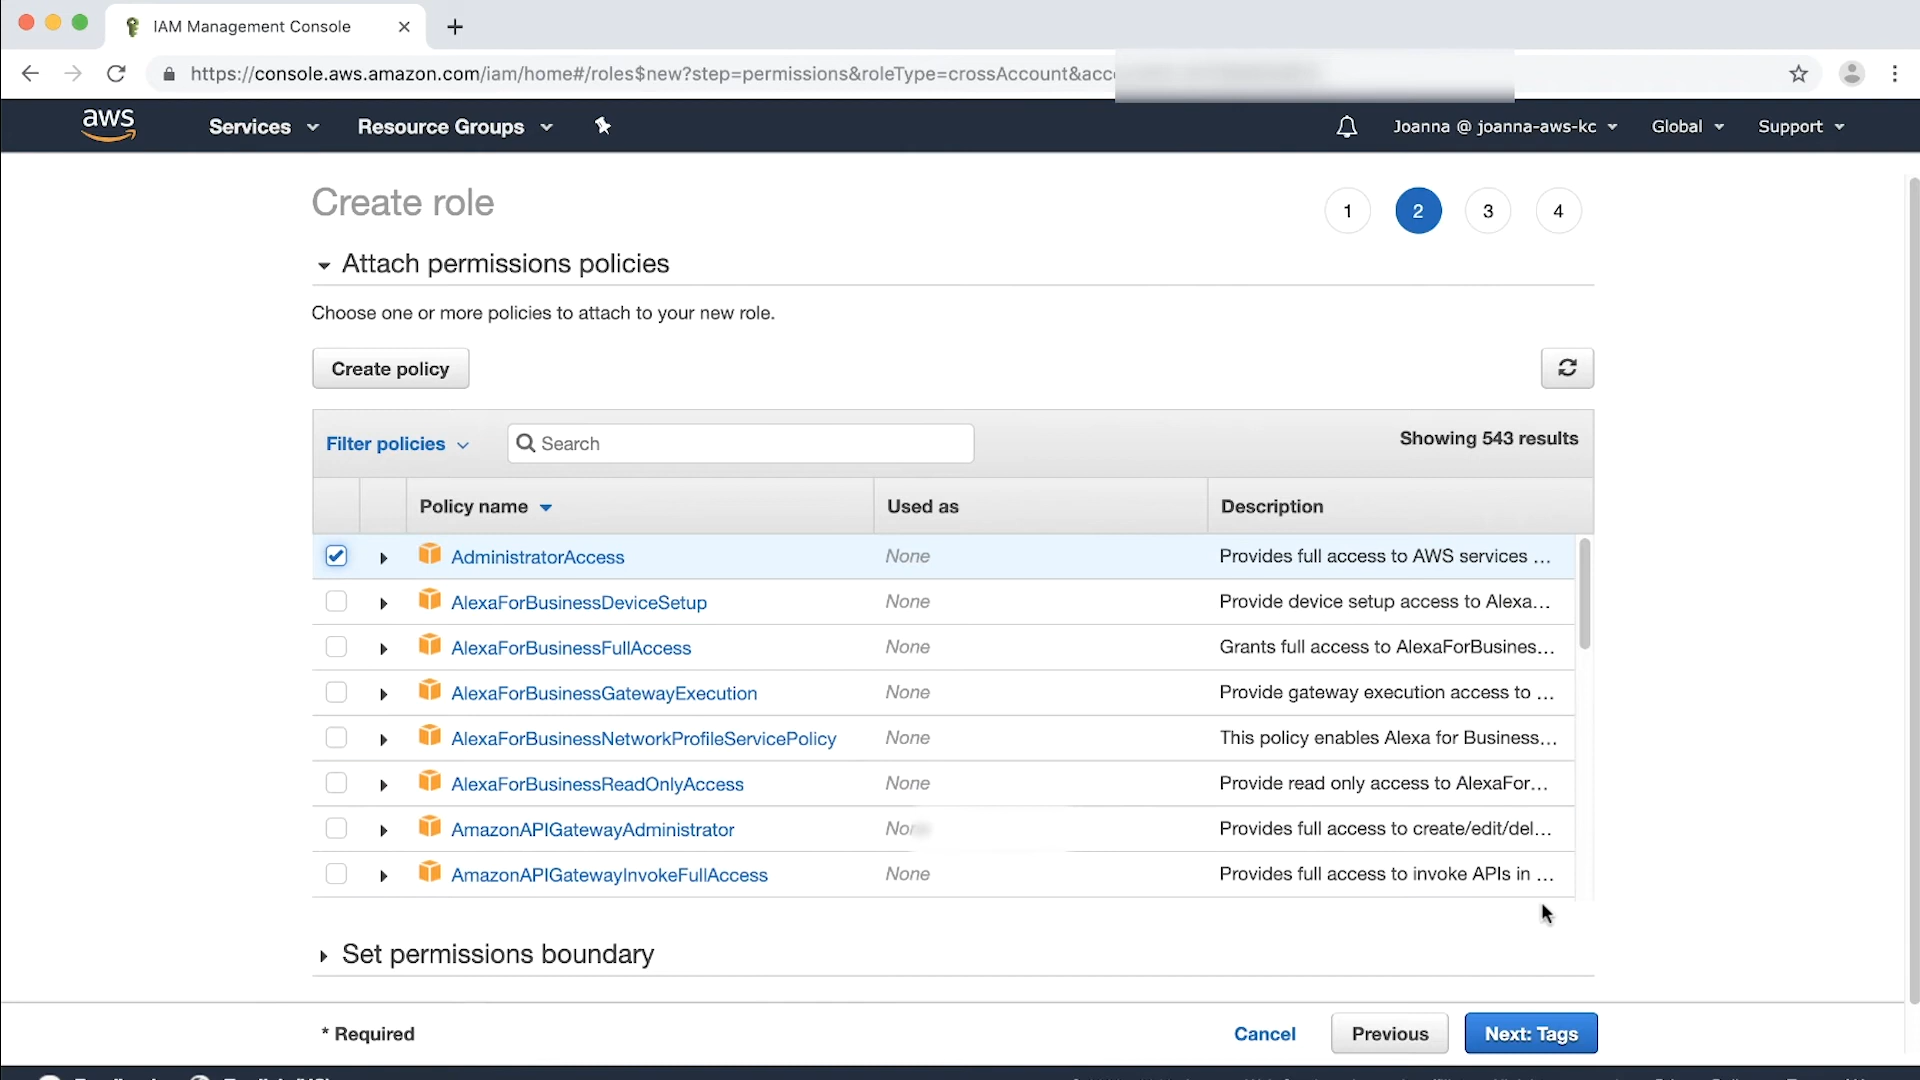 IAM Management Console
https://console.aws.amazon.com/iam/home#/roles$new?step=permissions&roleType=crossAccount&acc
aws Services Resource Groups Joanna @ joanna-aws-kc Global Support
Create role
1 2 3 4
Attach permissions policies
Choose one or more policies to attach to your new role.
Create policy
Filter policies Search Showing 543 results
Policy name Used as Description
AdministratorAccess None Provides full access to AWS services ...
AlexaForBusinessDeviceSetup None Provide device setup access to Alexa...
AlexaForBusinessFullAccess None Grants full access to AlexaForBusines...
AlexaForBusinessGatewayExecution None Provide gateway execution access to ...
AlexaForBusinessNetworkProfileServicePolicy None This policy enables Alexa for Business...
AlexaForBusinessReadOnlyAccess None Provide read only access to AlexaFor...
AmazonAPIGatewayAdministrator Provides full access to create/edit/del...
AmazonAPIGatewayInvokeFullAccess None Provides full access to invoke APIs in ...
Set permissions boundary
* Required Cancel Previous Next: Tags